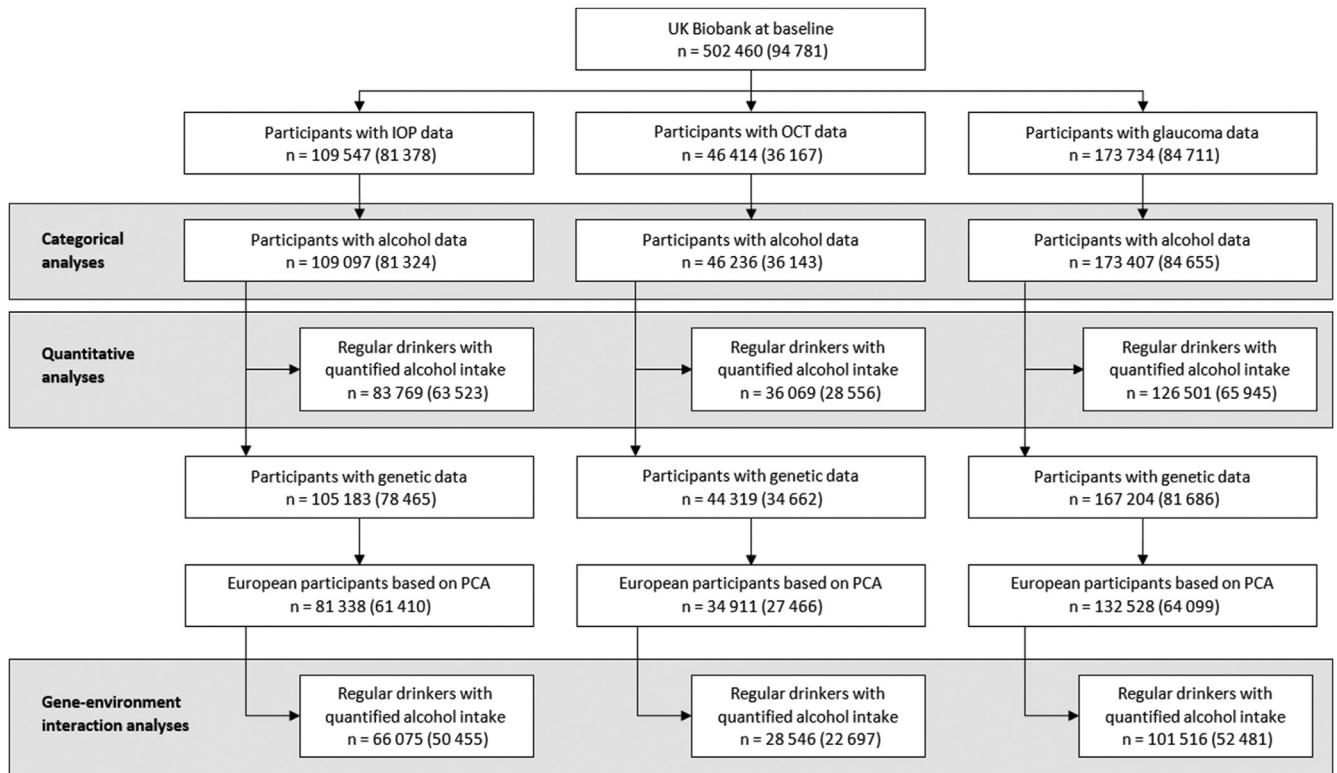 UK Biobank at baseline
n = 502 460 (94 781)
Participants with IOP data
n = 109 547 (81 378)
Participants with OCT data
n = 46 414 (36 167)
Participants with glaucoma data
n = 173 734 (84 711)
Categorical
analyses
Participants with alcohol data
n = 109 097 (81 324)
Participants with alcohol data
n = 46 236 (36 143)
Participants with alcohol data
n = 173 407 (84 655)
Quantitative
analyses
Regular drinkers with
quantified alcohol intake
n = 83 769 (63 523)
Regular drinkers with
quantified alcohol intake
n = 36 069 (28 556)
Regular drinkers with
quantified alcohol intake
n = 126 501 (65 945)
Participants with genetic data
n = 105 183 (78 465)
Participants with genetic data
n = 44 319 (34 662)
Participants with genetic data
n = 167 204 (81 686)
European participants based on PCA
n = 81 338 (61 410)
European participants based on PCA
n = 34 911 (27 466)
European participants based on PCA
n = 132 528 (64 099)
Gene-environment
interaction analyses
Regular drinkers with
quantified alcohol intake
n = 66 075 (50 455)
Regular drinkers with
quantified alcohol intake
n = 28 546 (22 697)
Regular drinkers with
quantified alcohol intake
n = 101 516 (52 481)